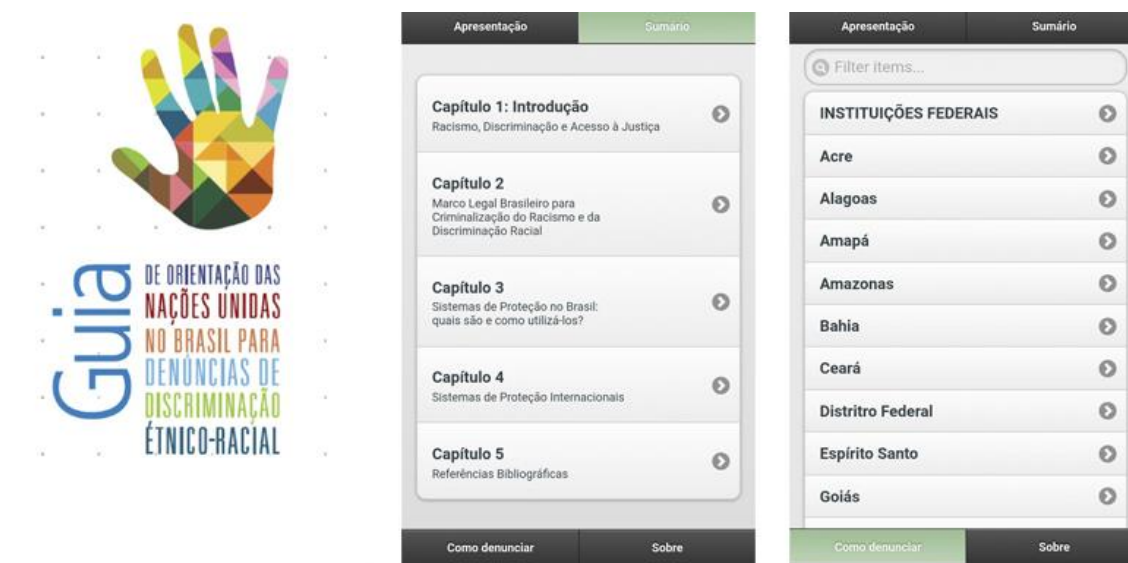 Guia
DE ORIENTAÇÃO DAS
NAÇÕES UNIDAS
NO BRASIL PARA
DENÚNCIAS DE
DISCRIMINAÇÃO
ÉTNICO-RACIAL
Apresentação
Sumário
Capítulo 1: Introdução
Racismo, Discriminação e Acesso à Justiça
Capítulo 2
Marco Legal Brasileiro para
Criminalização do Racismo e da
Discriminação Racial
Capítulo 3
Sistemas de Proteção no Brasil:
quais são e como utilizá-los?
Capítulo 4
Sistemas de Proteção Internacionais
Capítulo 5
Referências Bibliográficas
Como denunciar
Sobre
Apresentação
Sumário
Filter items...
INSTITUIÇÕES FEDERAIS
Acre
Alagoas
Amapá
Amazonas
Bahia
Ceará
Distritro Federal
Espírito Santo
Goiás
Como denunciar
Sobre